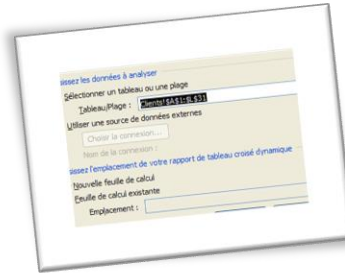 issez les données à analyser
Sélectionner un tableau ou une plage
Tableau/Plage : Clients!$A$1:$L$31
Utiliser une source de données externes
Choisir la connexion...
Nom de la connexion :
issez l'emplacement de votre rapport de tableau croisé dynamique
Nouvelle feuille de calcul
Feuille de calcul existante
Emplacement :